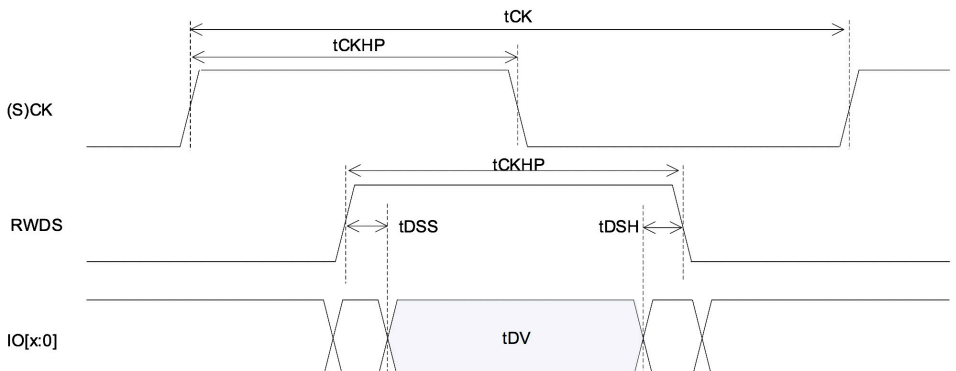 tCK
tCKHP
(S)CK
tCKHP
RWDS
tDSS
tDSH
IO[x:0]
tDV